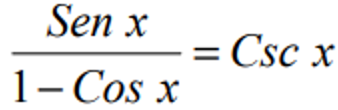 Sen x
――― = Csc x
1 − Cos x